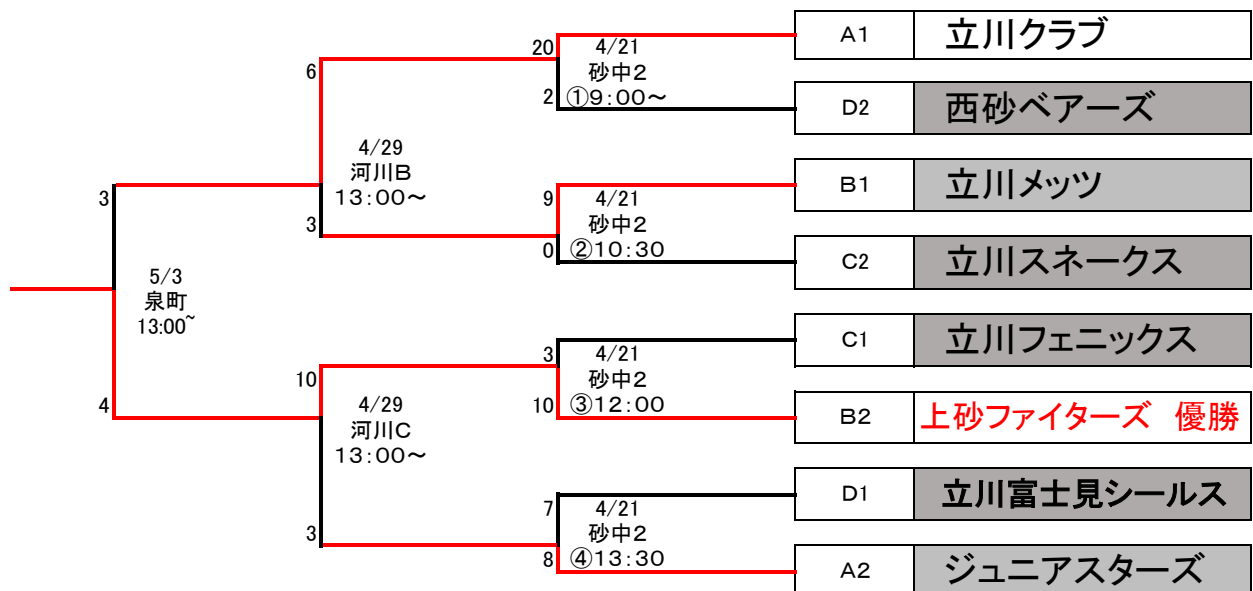 A1 立川クラブ
20 4/21
砂中2
2 ①9:00～
D2 西砂ベアーズ
6
4/29
河川B
13:00～
3
B1 立川メッツ
9 4/21
砂中2
0 ②10:30
C2 立川スネークス
3
5/3
泉町
13:00~
4
C1 立川フェニックス
3 4/21
砂中2
10 ③12:00
B2 上砂ファイターズ 優勝
10
4/29
河川C
13:00～
3
D1 立川富士見シールス
7 4/21
砂中2
8 ④13:30
A2 ジュニアスターズ